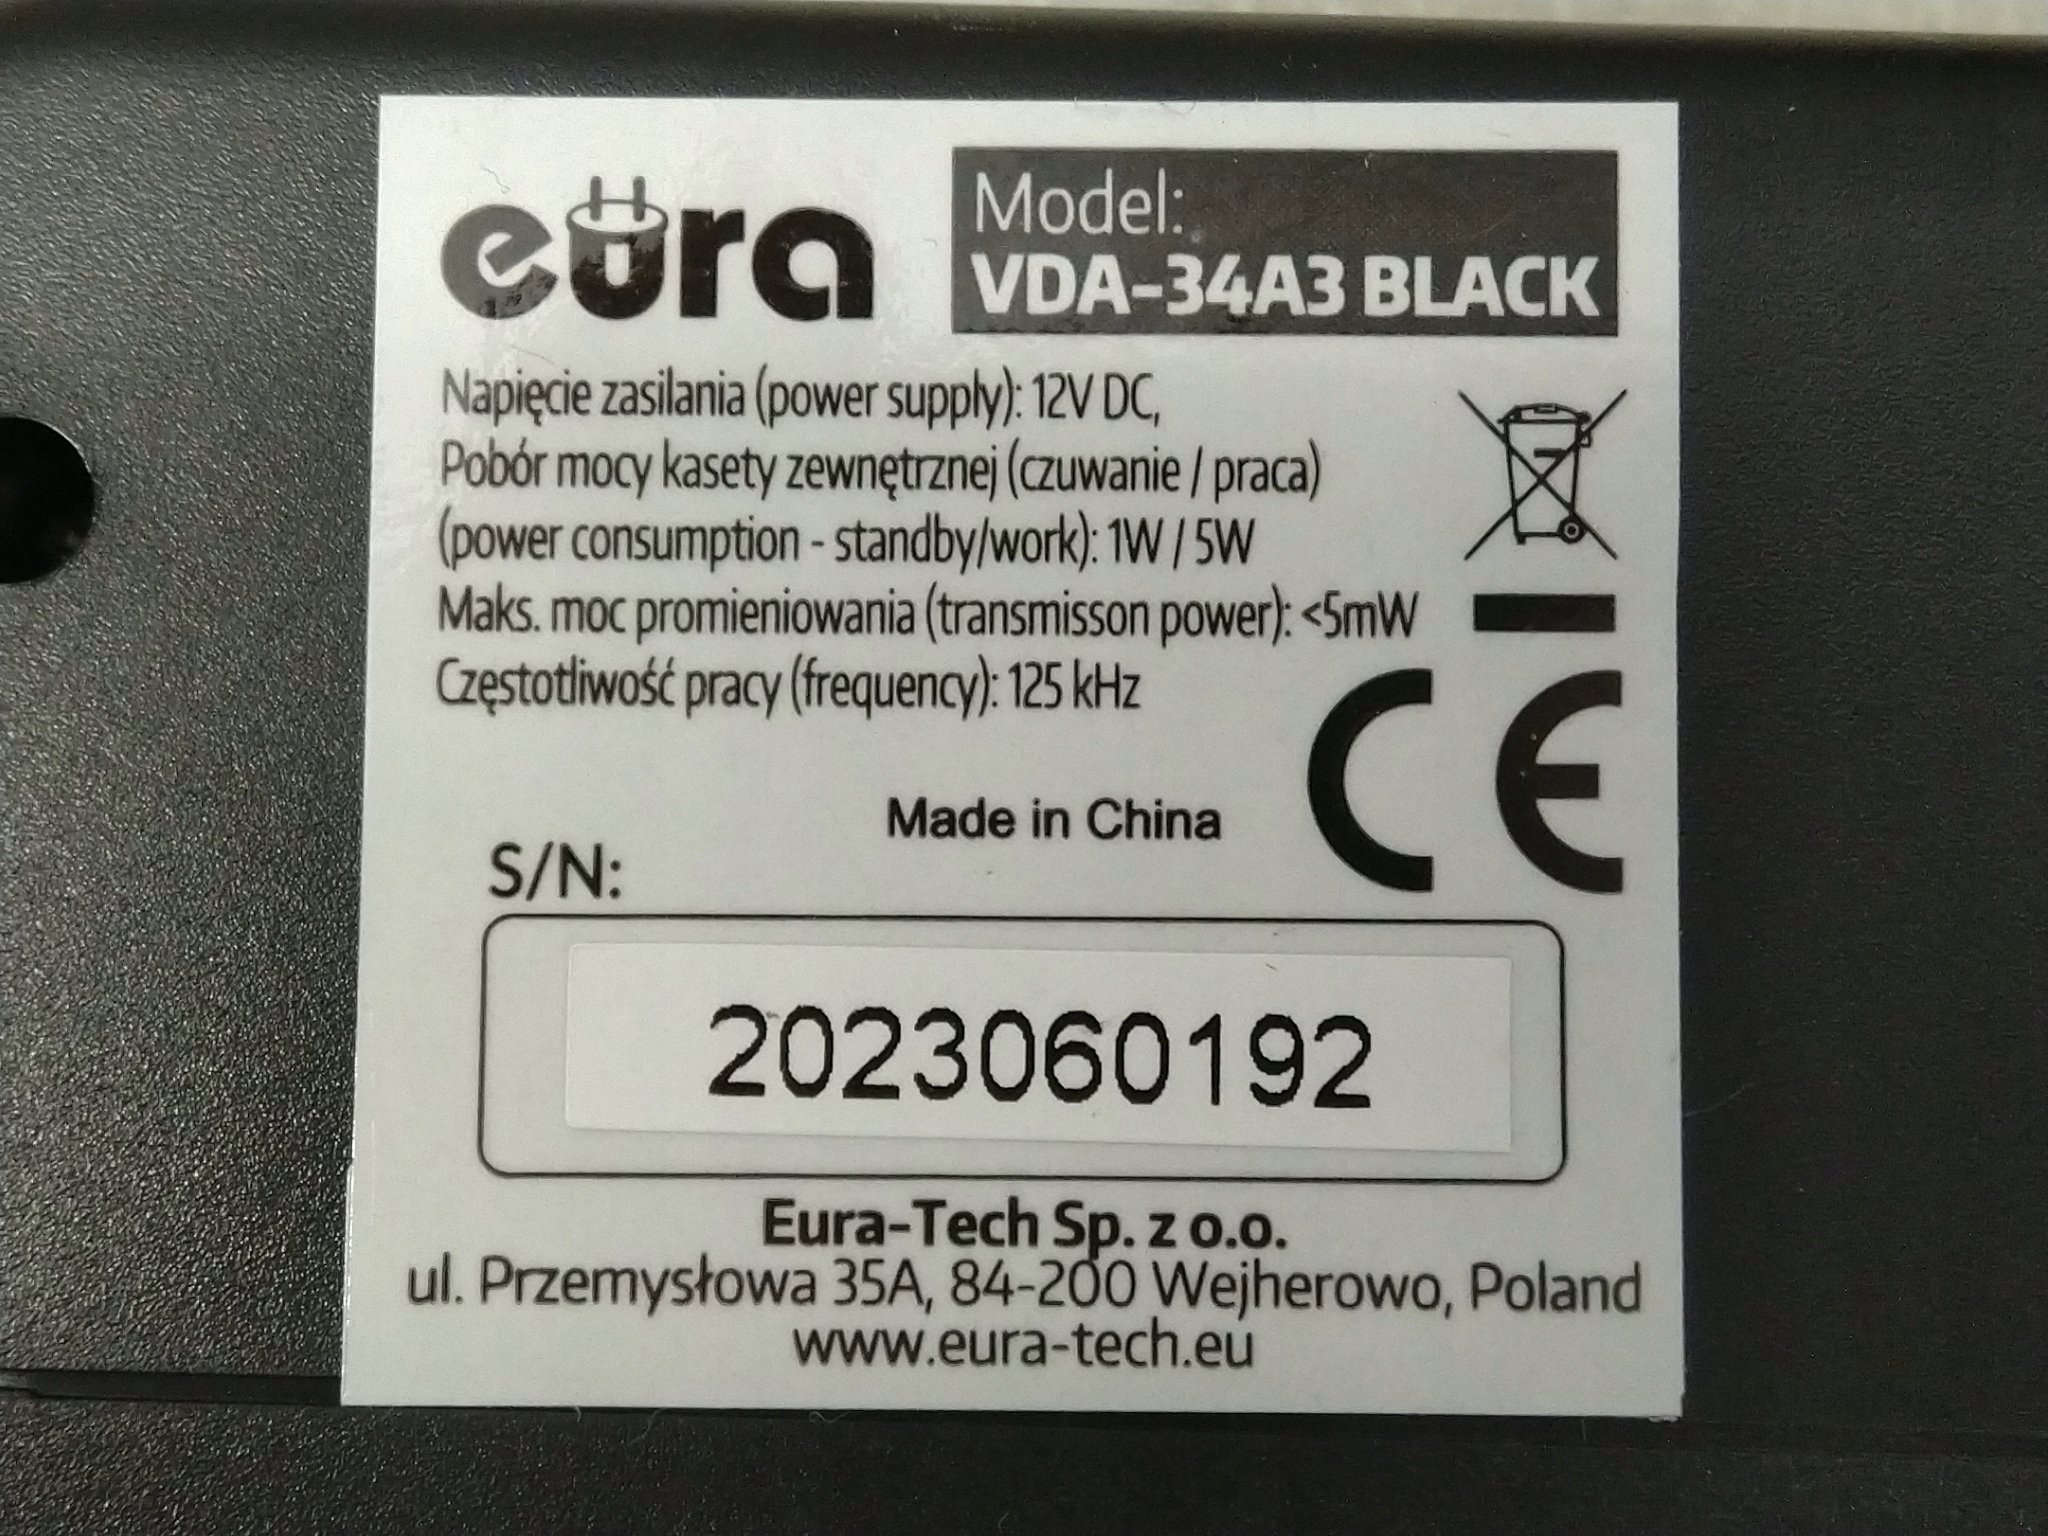 eura
Model:
VDA-34A3 BLACK
Napięcie zasilania (power supply): 12V DC,
Pobór mocy kasety zewnętrznej (czuwanie / praca)
(power consumption - standby/work): 1W / 5W
Maks. moc promieniowania (transmisson power): <5mW
Częstotliwość pracy (frequency): 125 kHz
CE
Made in China
S/N:
2023060192
Eura-Tech Sp. z o.o.
ul. Przemysłowa 35A, 84-200 Wejherowo, Poland
www.eura-tech.eu